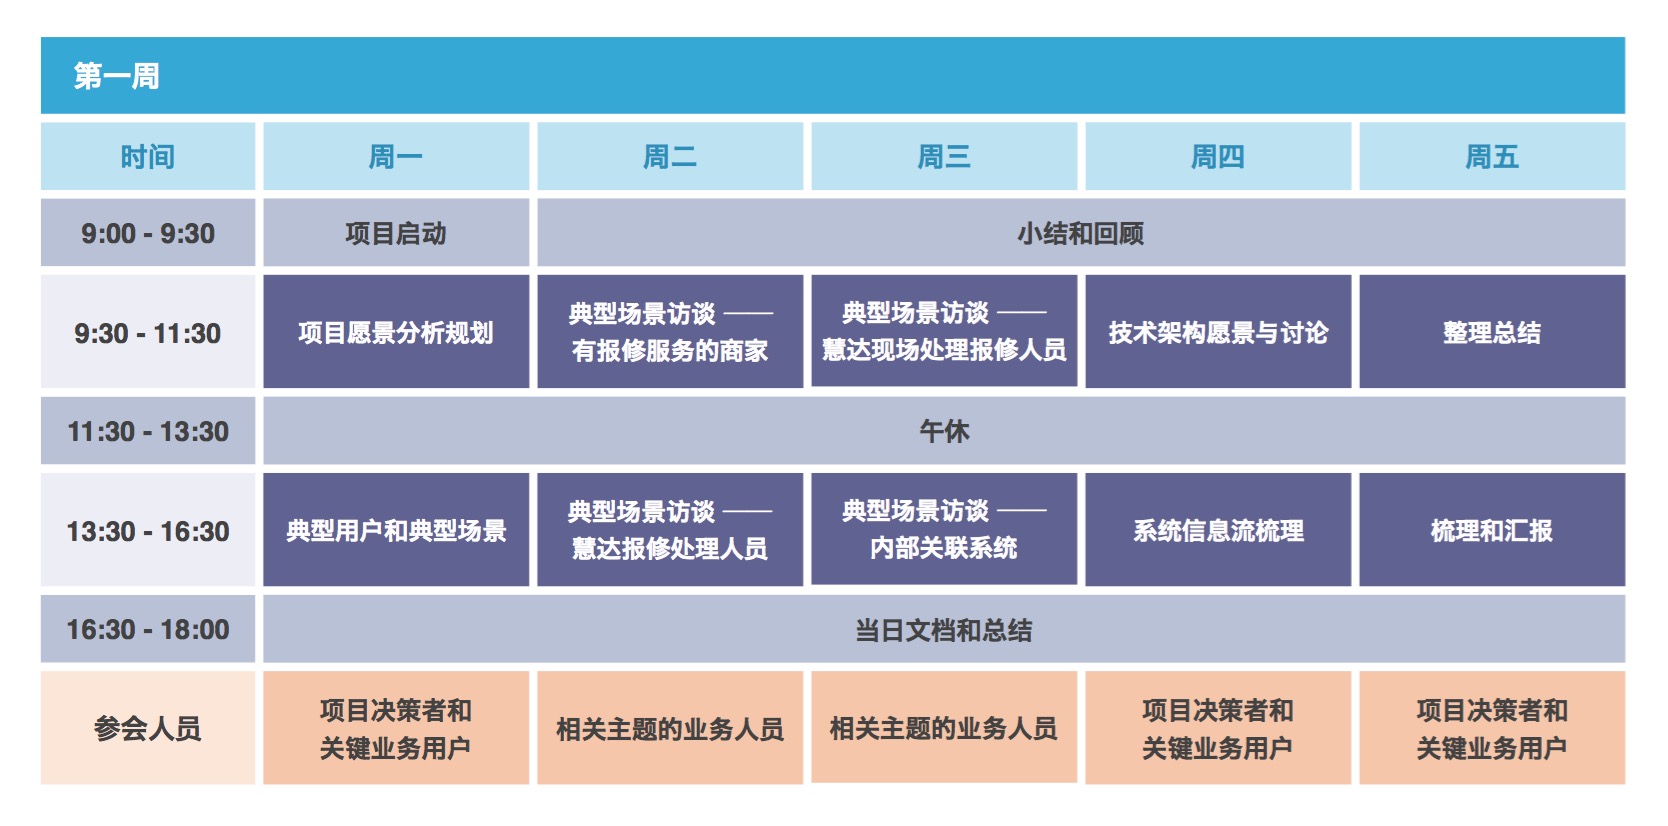 第一周
时间 周一 周二 周三 周四 周五
9:00 - 9:30 项目启动 小结和回顾
9:30 - 11:30 项目愿景分析规划 典型场景访谈 —— 有报修服务的商家 典型场景访谈 —— 慧达现场处理报修人员 技术架构愿景与讨论 整理总结
11:30 - 13:30 午休
13:30 - 16:30 典型用户和典型场景 典型场景访谈 —— 慧达报修处理人员 典型场景访谈 —— 内部关联系统 系统信息流梳理 梳理和汇报
16:30 - 18:00 当日文档和总结
参会人员 项目决策者和关键业务用户 相关主题的业务人员 相关主题的业务人员 项目决策者和关键业务用户 项目决策者和关键业务用户